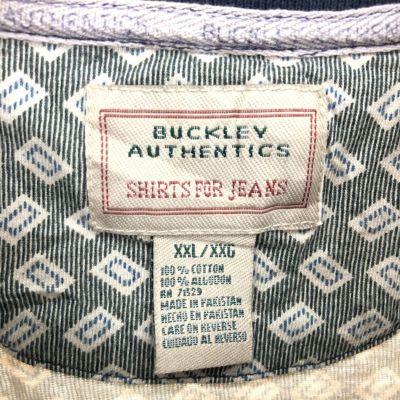 BUCKLEY
BUCKLEY
AUTHENTICS
SHIRTS FOR JEANS
XXL/XXG
100% COTTON
100% ALGODON
RN 71529
MADE IN PAKISTAN
HECHO EN PAKISTAN
CARE ON REVERSE
CUIDADO AL REVERSO